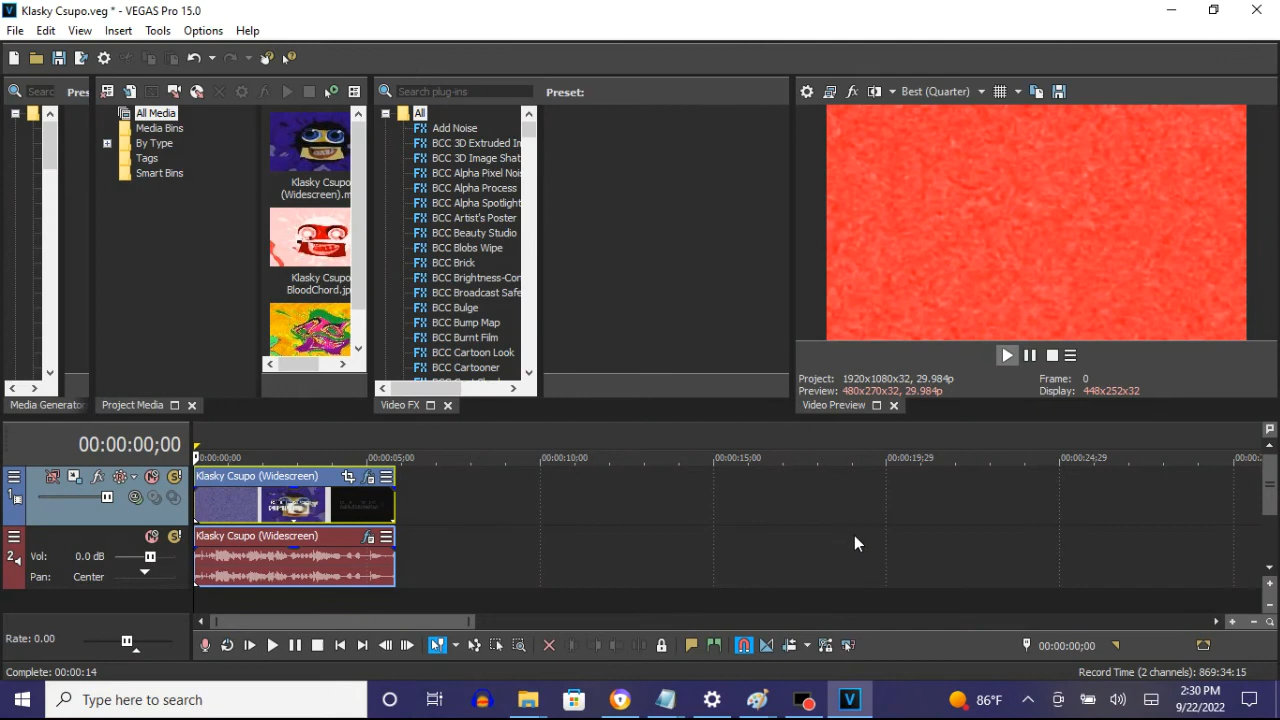 Klasky Csupo.veg * - VEGAS Pro 15.0
File Edit View Insert Tools Options Help
Searc Pres
All Media
Media Bins
By Type
Tags
Smart Bins
Klasky Csupo
(Widescreen).m
Klasky Csupo
BloodChord.jp
Search plug-ins Preset:
All
Add Noise
BCC 3D Extruded In
BCC 3D Image Shat
BCC Alpha Pixel Noi
BCC Alpha Process
BCC Alpha Spotlight
BCC Artist's Poster
BCC Beauty Studio
BCC Blobs Wipe
BCC Brick
BCC Brightness-Con
BCC Broadcast Safe
BCC Bulge
BCC Bump Map
BCC Burnt Film
BCC Cartoon Look
BCC Cartooner
Best (Quarter)
Project: 1920x1080x32, 29.984p Frame: 0
Preview: 480x270x32, 29.984p Display: 448x252x32
Media Generator Project Media Video FX Video Preview
00:00:00;00
00:00:00;00 00:00:05;00 00:00:10;00 00:00:15;00 00:00:19;29 00:00:24;29
1 Klasky Csupo (Widescreen)
2 Klasky Csupo (Widescreen)
Vol: 0.0 dB
Pan: Center
Rate: 0.00
00:00:00;00
Complete: 00:00:14 Record Time (2 channels): 869:34:15
Type here to search
86°F
2:30 PM
9/22/2022